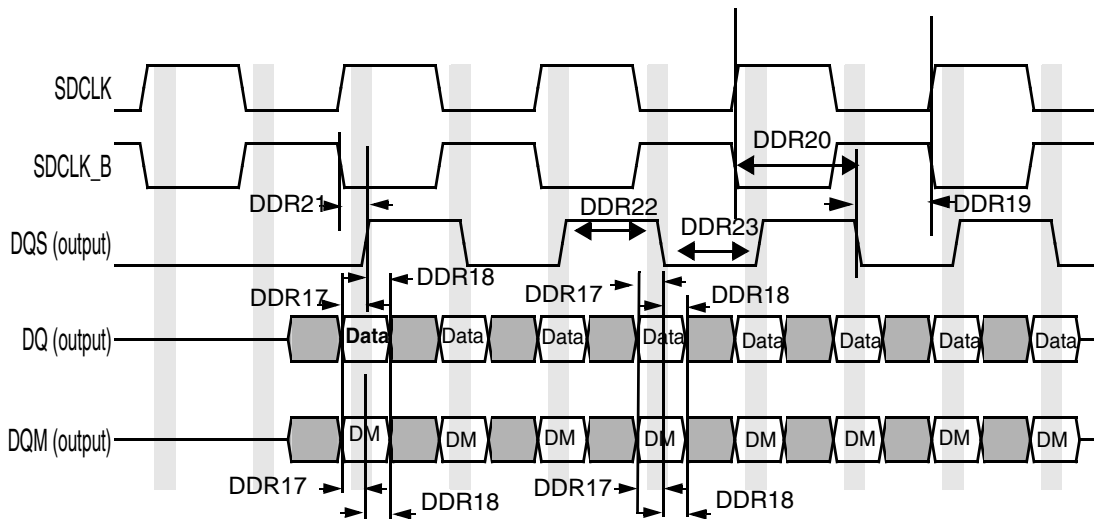 SDCLK
DDR20
SDCLK_B
DDR21
DDR22
DDR19
DDR23
DQS (output)
DDR18
DDR17
DDR17
DDR18
DQ (output)
Data
Data
Data
Data
Data
Data
Data
Data
DQM (output)
DM
DM
DM
DM
DM
DM
DM
DM
DDR17
DDR18
DDR17
DDR18